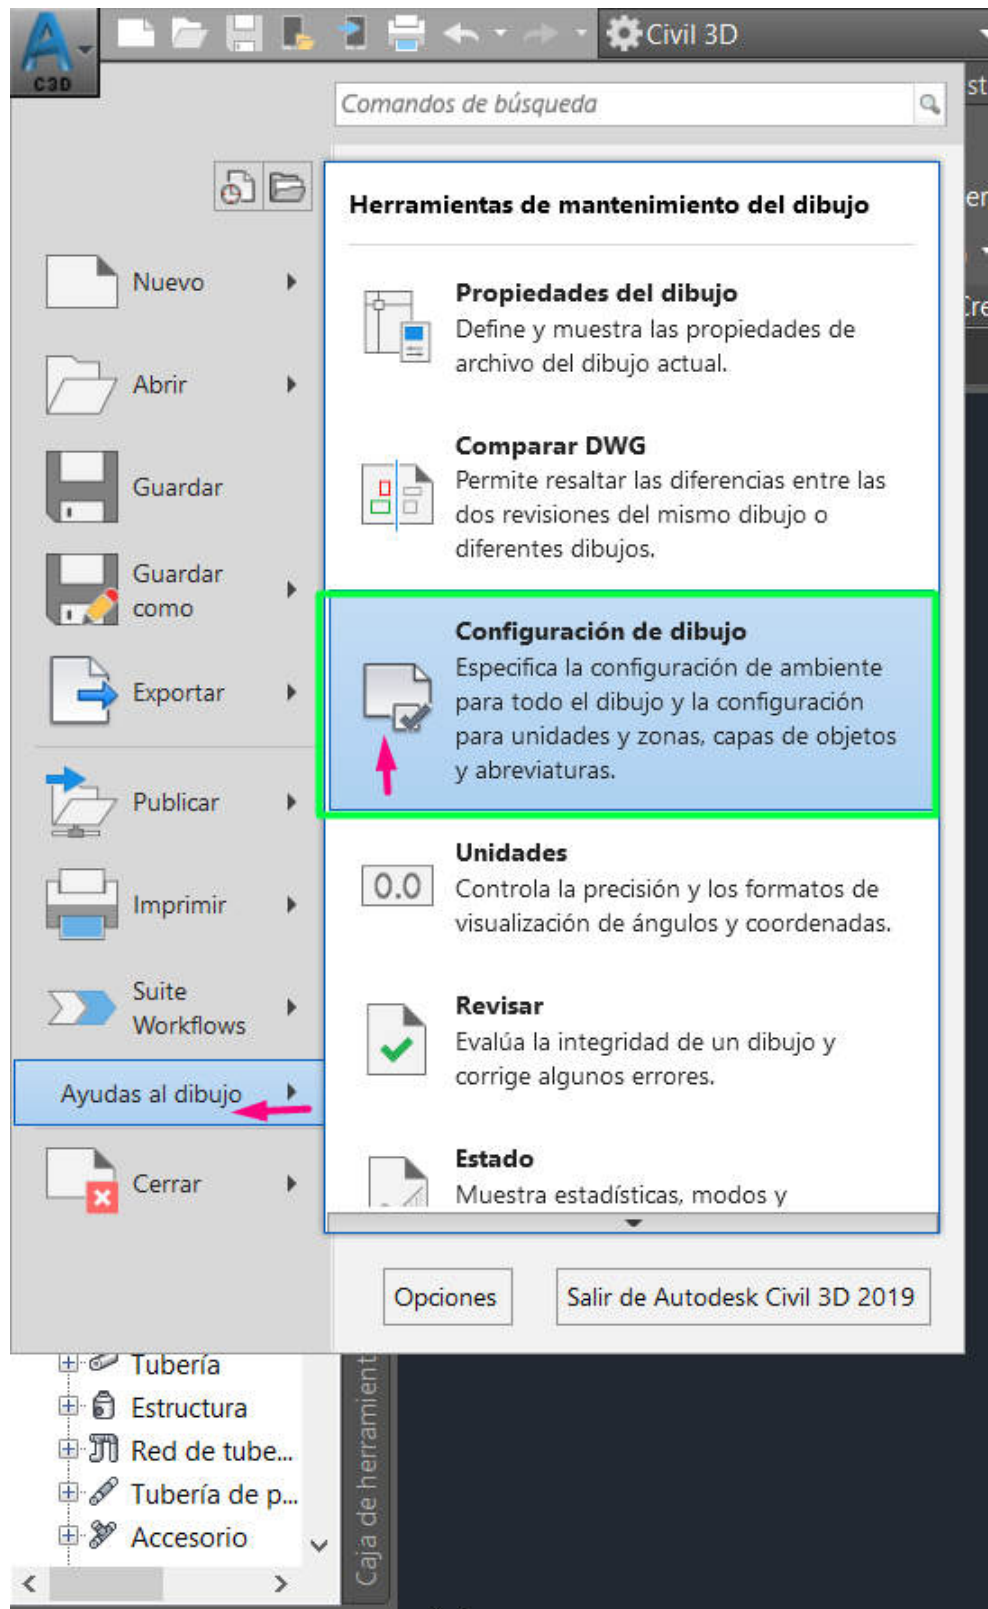 Civil 3D
C3D
Comandos de búsqueda
Herramientas de mantenimiento del dibujo
Nuevo
Abrir
Guardar
Guardar
como
Exportar
Publicar
Imprimir
Suite
Workflows
Ayudas al dibujo
Cerrar
Propiedades del dibujo
Define y muestra las propiedades de
archivo del dibujo actual.
Comparar DWG
Permite resaltar las diferencias entre las
dos revisiones del mismo dibujo o
diferentes dibujos.
Configuración de dibujo
Especifica la configuración de ambiente
para todo el dibujo y la configuración
para unidades y zonas, capas de objetos
y abreviaturas.
0.0
Unidades
Controla la precisión y los formatos de
visualización de ángulos y coordenadas.
Revisar
Evalúa la integridad de un dibujo y
corrige algunos errores.
Estado
Muestra estadísticas, modos y
Opciones
Salir de Autodesk Civil 3D 2019
Tubería
Estructura
Red de tube...
Tubería de p...
Accesorio
Caja de herramient